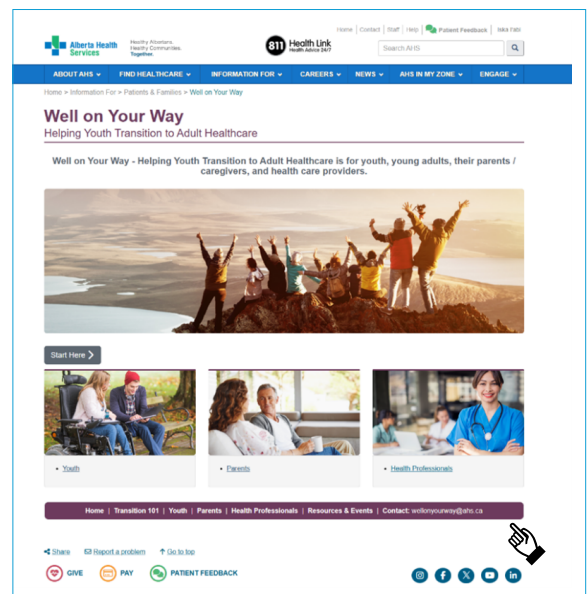 Home | Contact | Staff | Help | Patient Feedback |
Alberta Health Services
Healthy Albertans.
Healthy Communities.
Together.
811 Health Link
Health Advice 24/7
Search AHS
ABOUT AHS
FIND HEALTHCARE
INFORMATION FOR
CAREERS
NEWS
AHS IN MY ZONE
ENGAGE
Home > Information For > Patients & Families > Well on Your Way
Well on Your Way
Helping Youth Transition to Adult Healthcare
Well on Your Way - Helping Youth Transition to Adult Healthcare is for youth, young adults, their parents /
caregivers, and health care providers.
Start Here
• Youth
• Parents
• Health Professionals
Home | Transition 101 | Youth | Parents | Health Professionals | Resources & Events | Contact: wellonyourway@ahs.ca
Share
Report a problem
Go to top
GIVE
PAY
PATIENT FEEDBACK